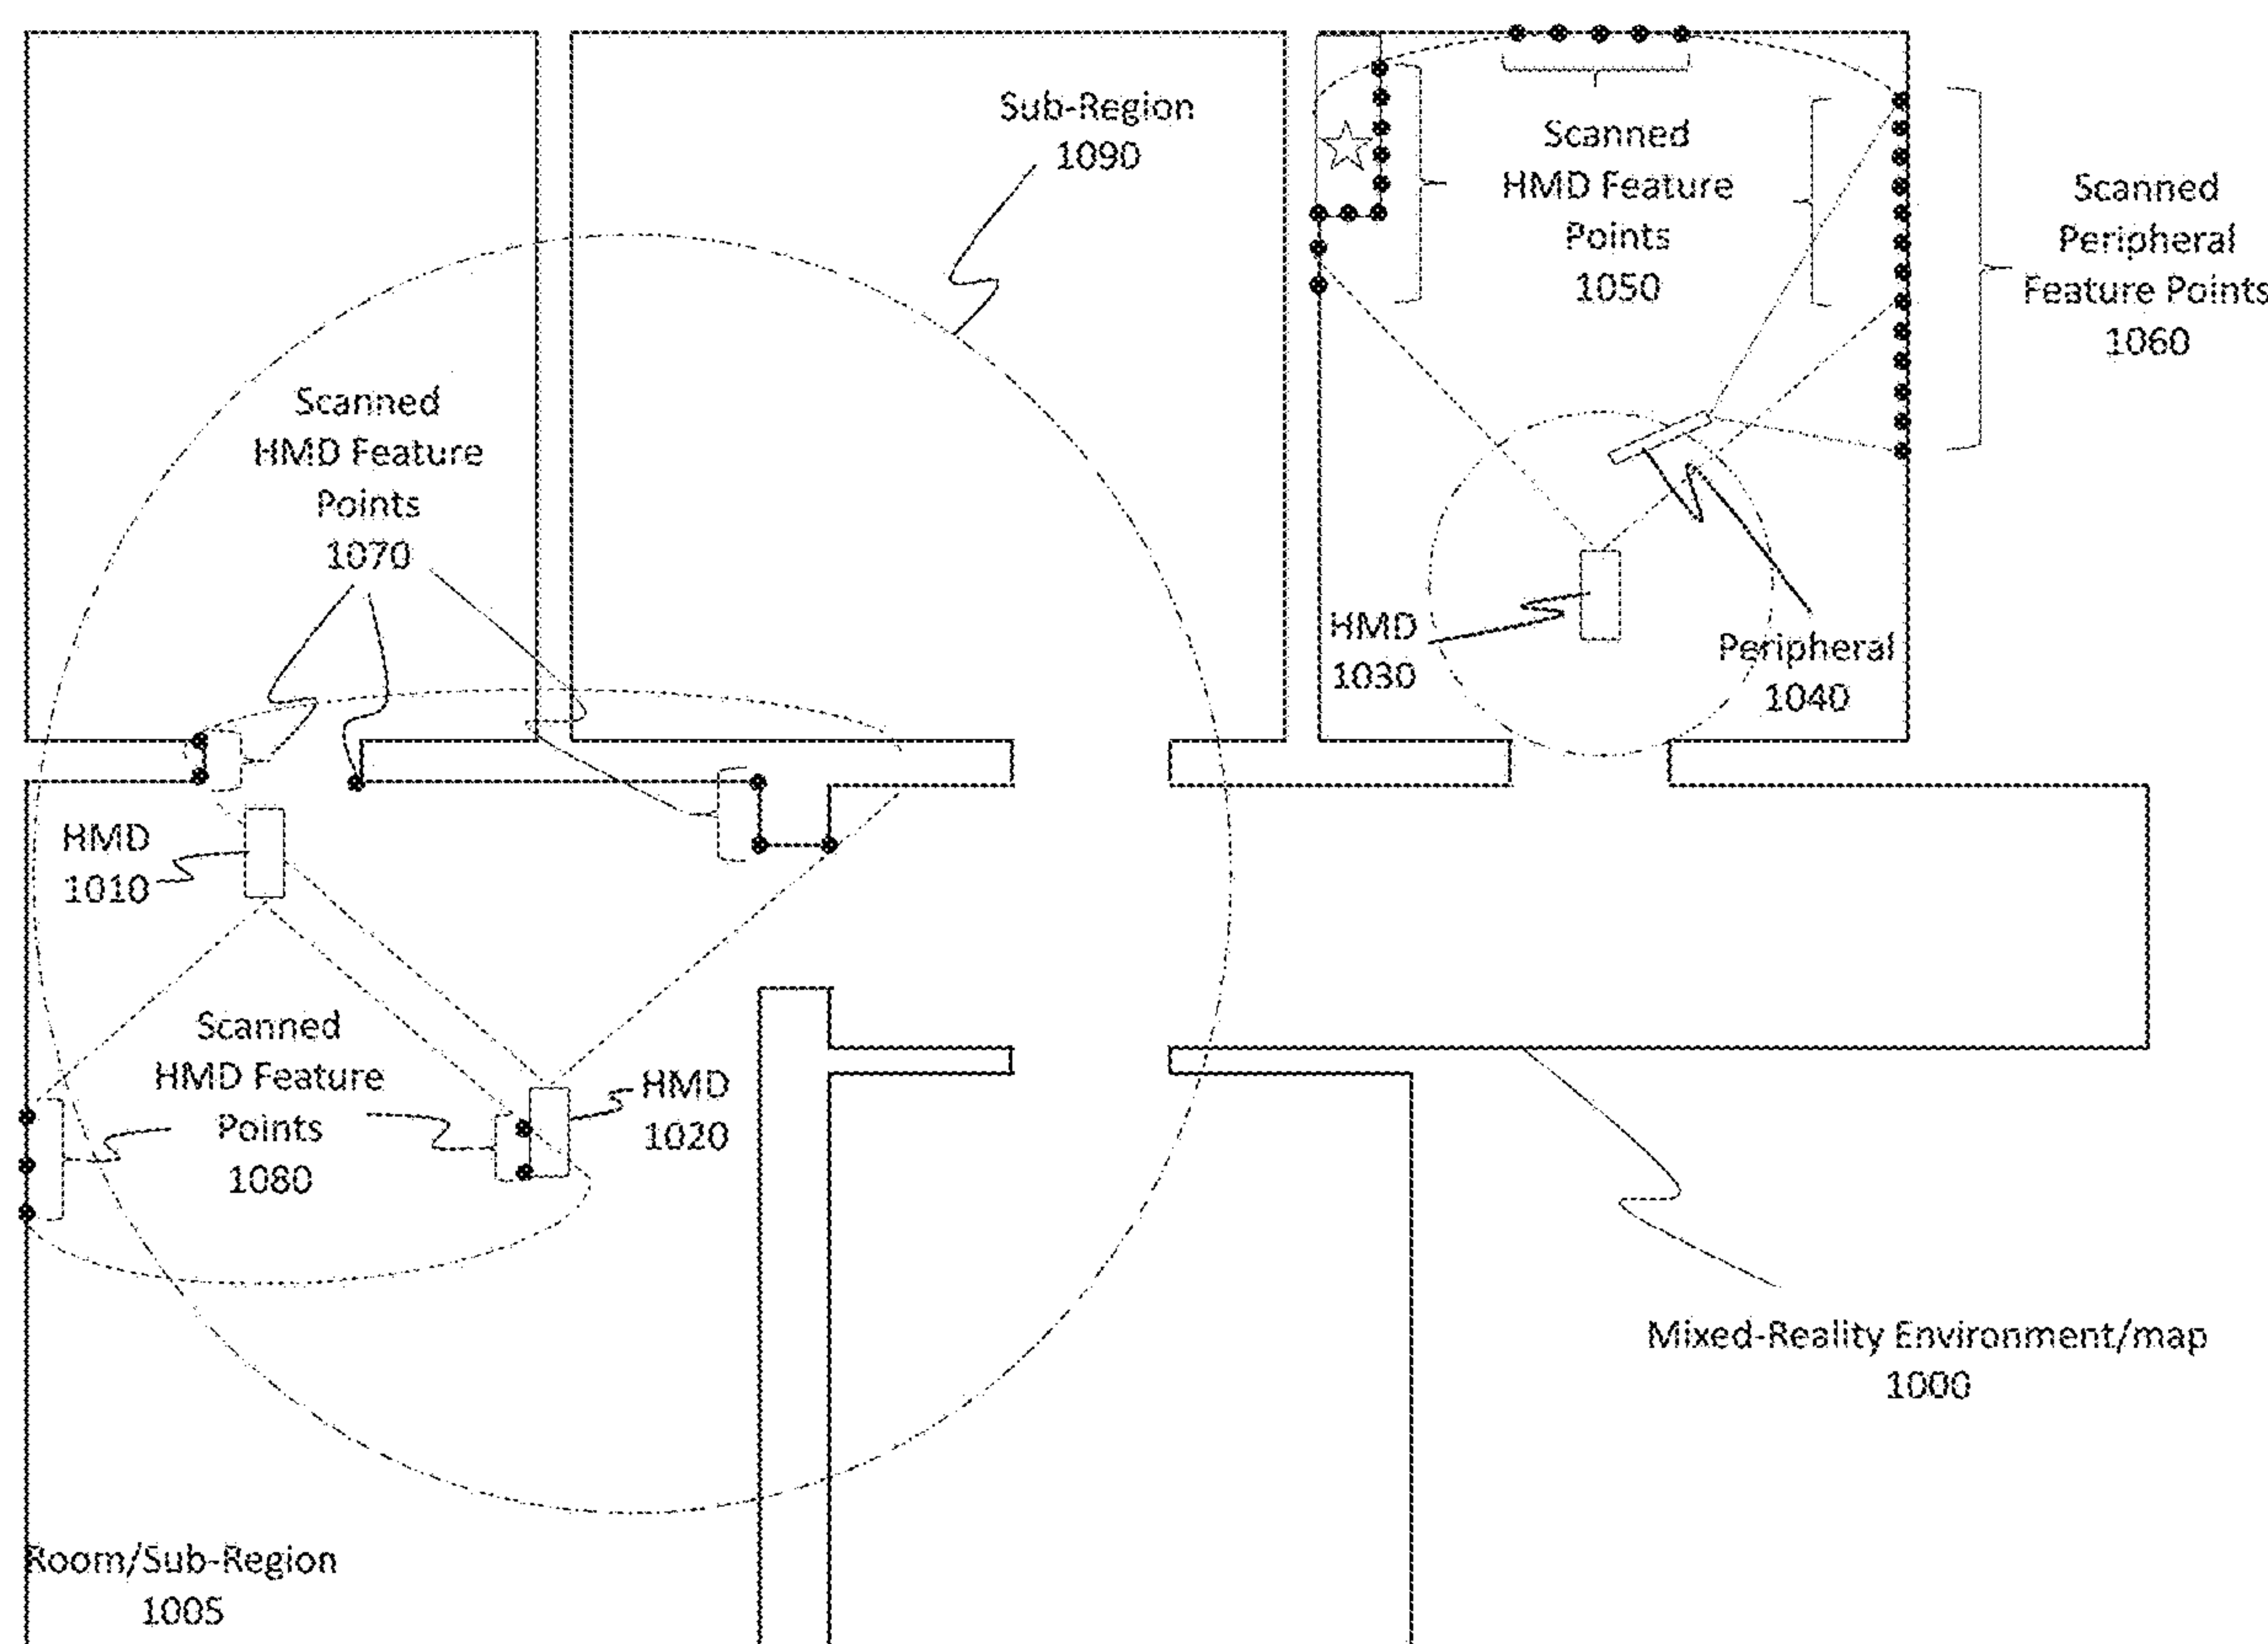 Sub-Region
1090
Scanned
HMD Feature
Points
1050
Scanned
Peripheral
Feature Points
1060
Scanned
HMD Feature
Points
1070
HMD
1030
Peripheral
1040
HMD
1010
Scanned
HMD Feature
Points
1080
HMD
1020
Mixed-Reality Environment/map
1000
Room/Sub-Region
1005